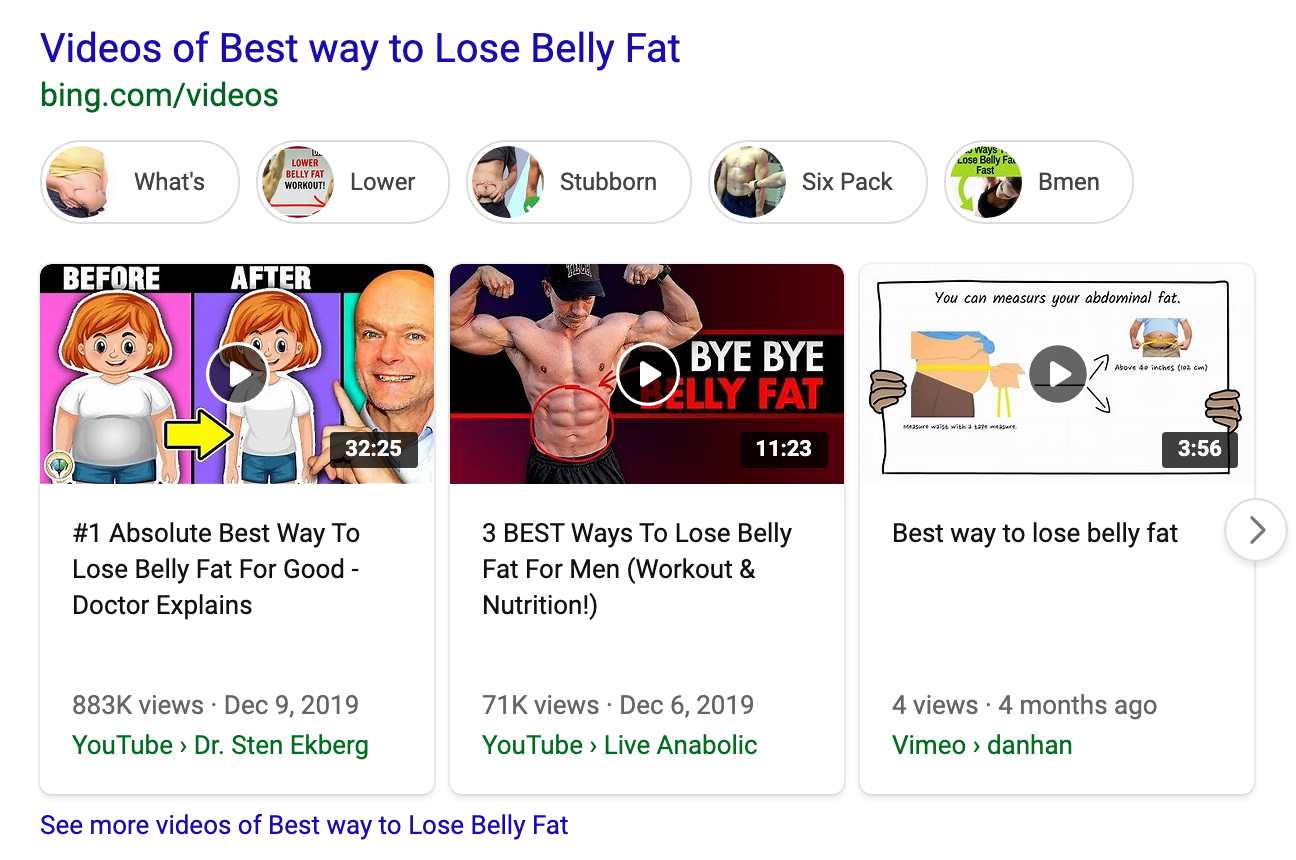 Videos of Best way to Lose Belly Fat
bing.com/videos
What's
LOWER
BELLY FAT
WORKOUT!
Lower
Stubborn
Six Pack
Ways
Lose Belly Fat
Fast
Bmen
BEFORE
AFTER
32:25
BYE BYE
BELLY FAT
11:23
You can measurs your abdominal fat.
Above 40 inches (102 cm)
Measure waist with a tape measure.
3:56
#1 Absolute Best Way To
Lose Belly Fat For Good -
Doctor Explains
883K views · Dec 9, 2019
YouTube › Dr. Sten Ekberg
3 BEST Ways To Lose Belly
Fat For Men (Workout &
Nutrition!)
71K views · Dec 6, 2019
YouTube › Live Anabolic
Best way to lose belly fat
4 views · 4 months ago
Vimeo › danhan
See more videos of Best way to Lose Belly Fat